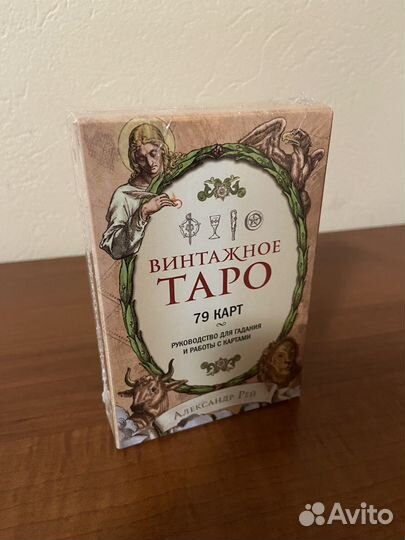 ВИНТАЖНОЕ
ТАРО
79 КАРТ
РУКОВОДСТВО ДЛЯ ГАДАНИЯ
И РАБОТЫ С КАРТАМИ
АЛЕКСАНДР РЕЙ
Avito